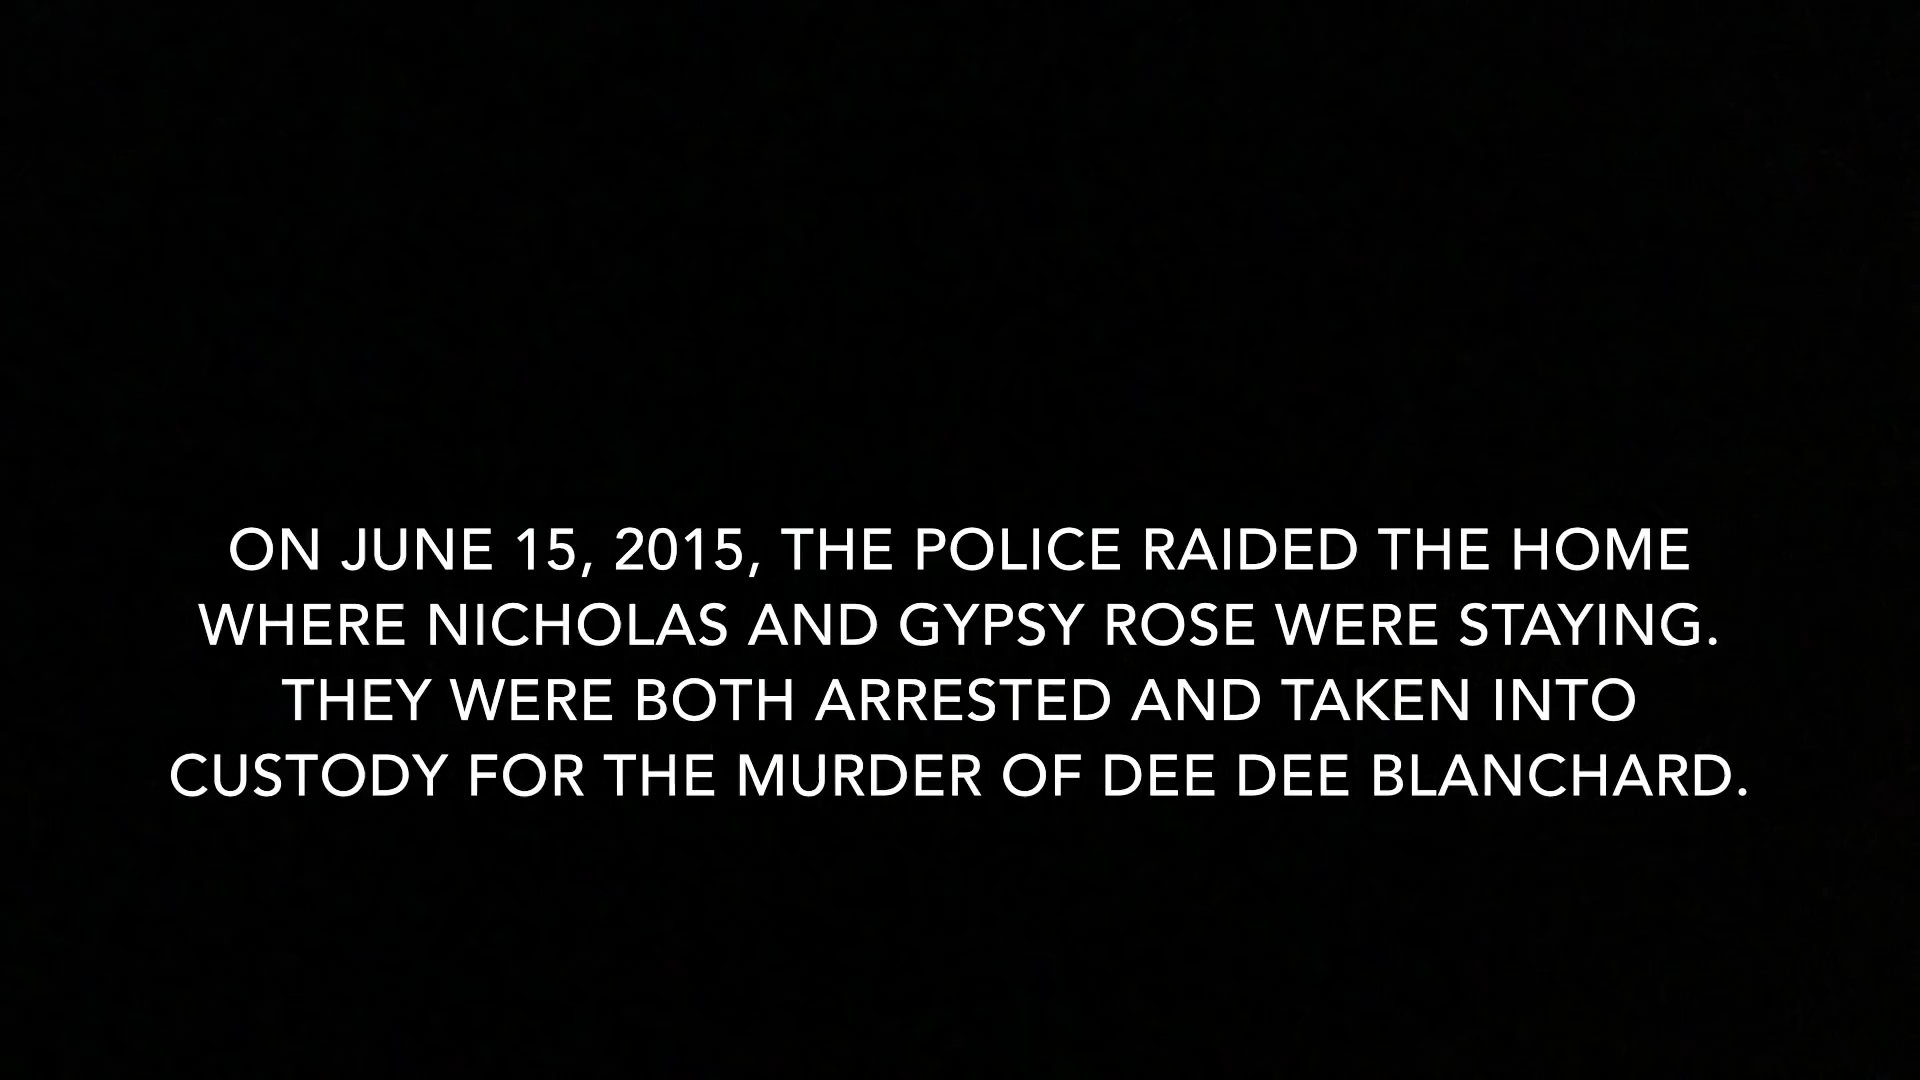 ON JUNE 15, 2015, THE POLICE RAIDED THE HOME
WHERE NICHOLAS AND GYPSY ROSE WERE STAYING.
THEY WERE BOTH ARRESTED AND TAKEN INTO
CUSTODY FOR THE MURDER OF DEE DEE BLANCHARD.